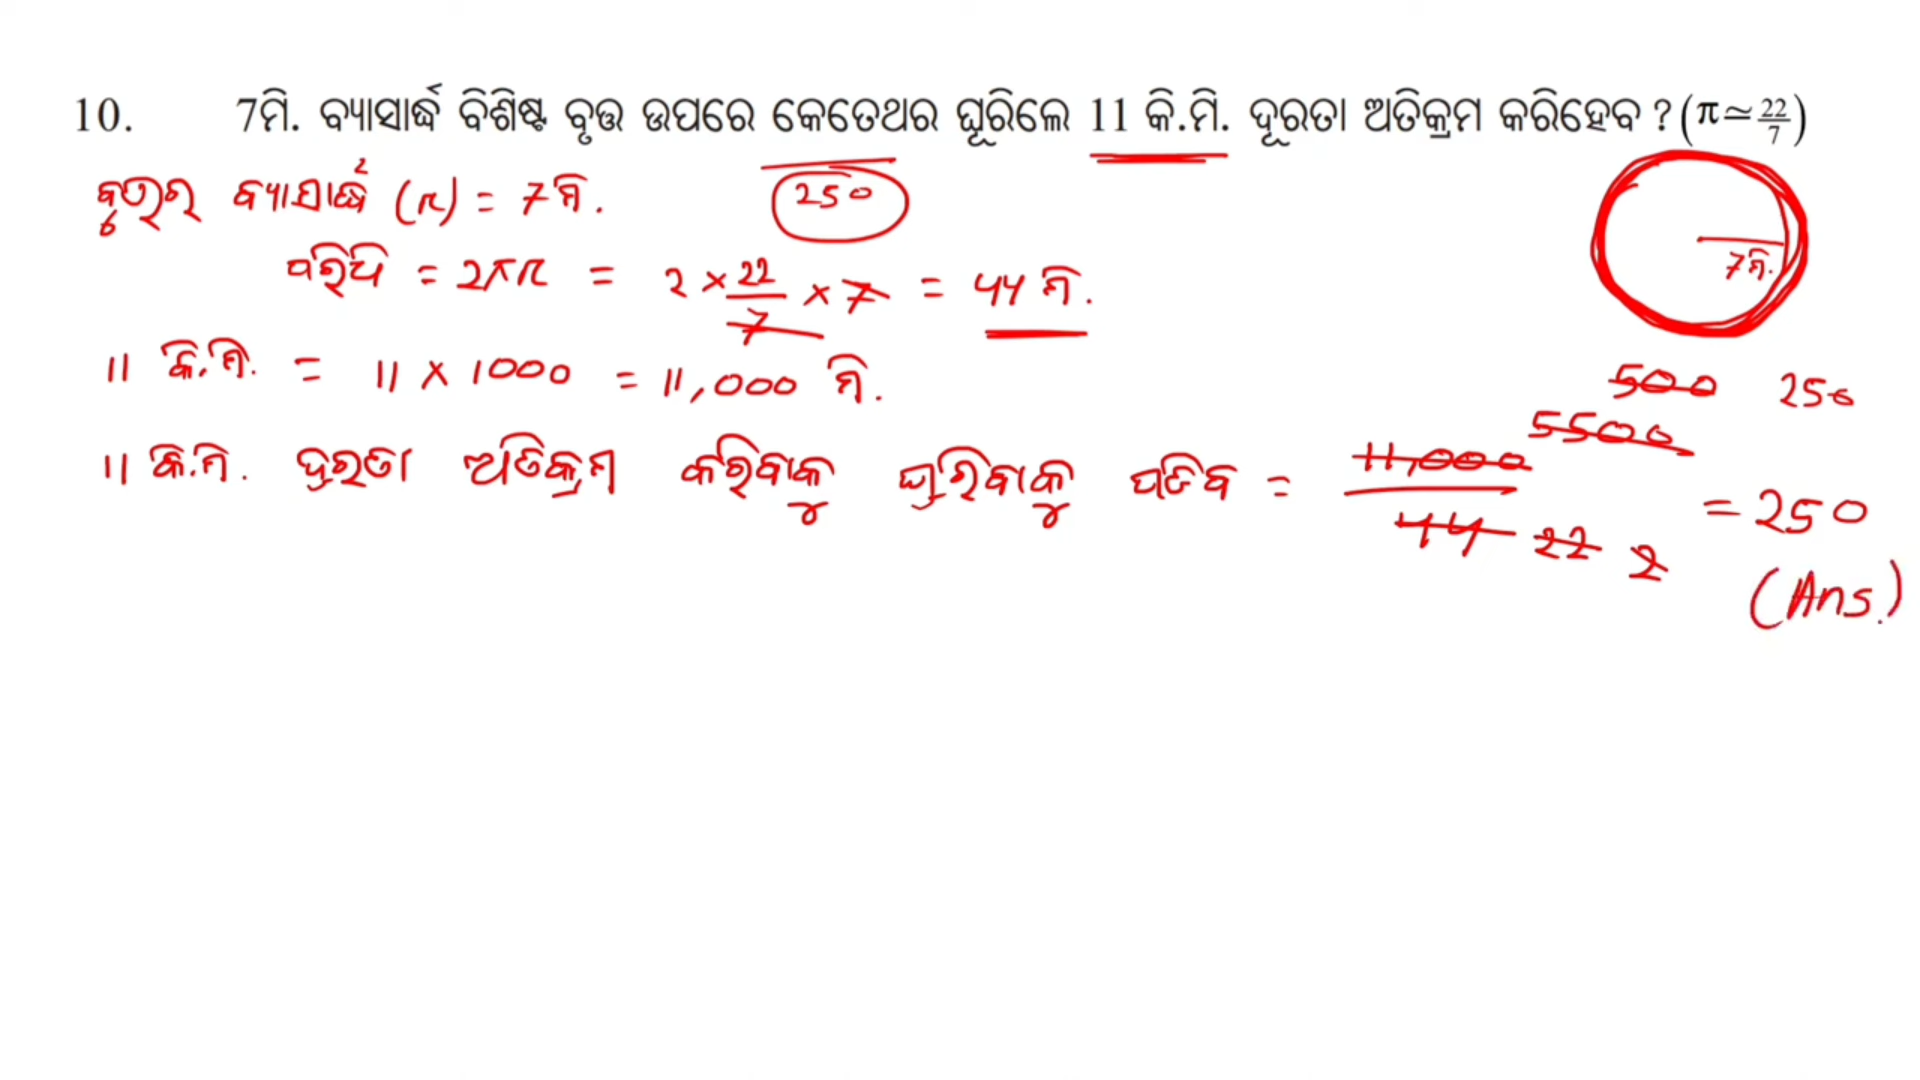 10. 7ମି. ବ୍ୟାସାର୍ଦ୍ଧ ବିଶିଷ୍ଟ ବୃତ୍ତ ଉପରେ କେତେଥର ଘୂରିଲେ 11 କି.ମି. ଦୂରତା ଅତିକ୍ରମ କରିହେବ ? (π≃22/7)
ବୃତ୍ତର ବ୍ୟାସାର୍ଦ୍ଧ (r) = 7ମି.
250
7ମି.
ପରିଧି = 2πr = 2 × 22/7 × 7 = 44 ମି.
11 କି.ମି. = 11 × 1000 = 11,000 ମି.
500 250
5500
11 କି.ମି. ଦୂରତା ଅତିକ୍ରମ କରିବାକୁ ଘୁରିବାକୁ ପଡିବ = 11,000/44 22 2 = 250
(Ans.)